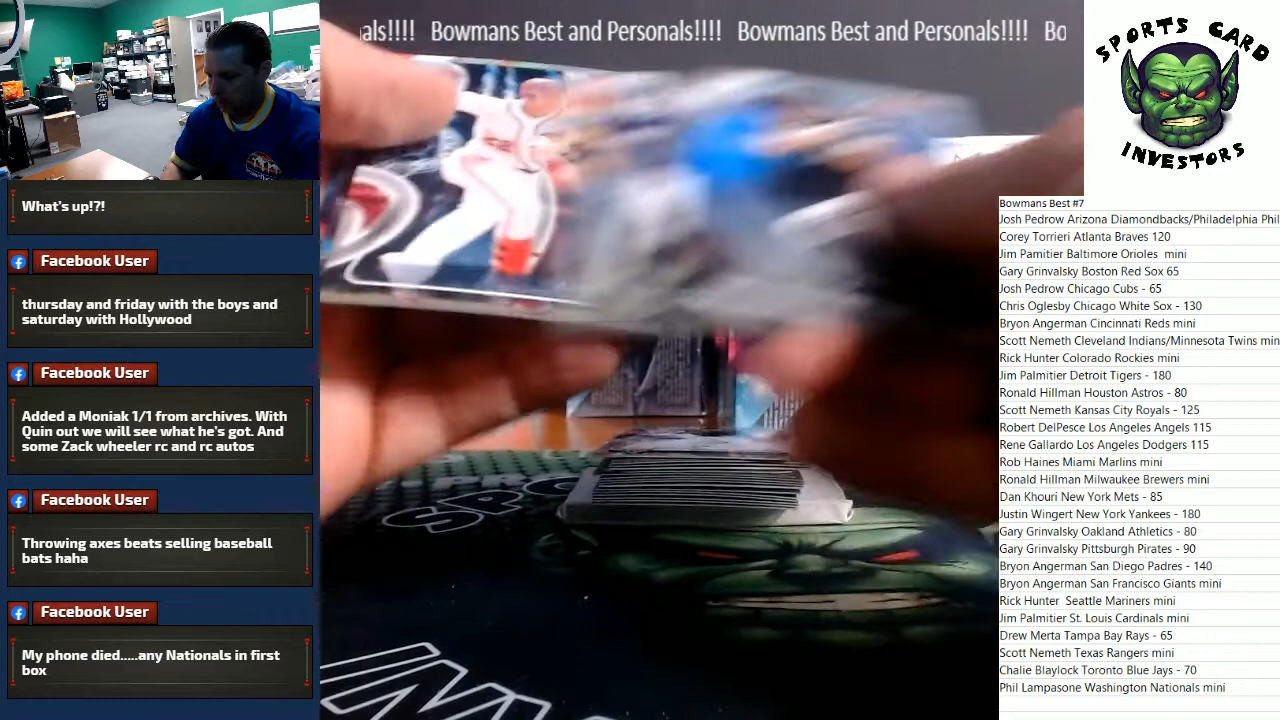 als!!!! Bowmans Best and Personals!!!! Bowmans Best and Personals!!!! Bo
SPORTS CARD
INVESTORS
What's up!?!
Facebook User
thursday and friday with the boys and
saturday with Hollywood
Facebook User
Added a Moniak 1/1 from archives. With
Quin out we will see what he's got. And
some Zack wheeler rc and rc autos
Facebook User
Throwing axes beats selling baseball
bats haha
Facebook User
My phone died.....any Nationals in first
box
SPO
INV
Bowmans Best #7
Josh Pedrow Arizona Diamondbacks/Philadelphia Phil
Corey Torrieri Atlanta Braves 120
Jim Pamitier Baltimore Orioles mini
Gary Grinvalsky Boston Red Sox 65
Josh Pedrow Chicago Cubs - 65
Chris Oglesby Chicago White Sox - 130
Bryon Angerman Cincinnati Reds mini
Scott Nemeth Cleveland Indians/Minnesota Twins min
Rick Hunter Colorado Rockies mini
Jim Palmitier Detroit Tigers - 180
Ronald Hillman Houston Astros - 80
Scott Nemeth Kansas City Royals - 125
Robert DelPesce Los Angeles Angels 115
Rene Gallardo Los Angeles Dodgers 115
Rob Haines Miami Marlins mini
Ronald Hillman Milwaukee Brewers mini
Dan Khouri New York Mets - 85
Justin Wingert New York Yankees - 180
Gary Grinvalsky Oakland Athletics - 80
Gary Grinvalsky Pittsburgh Pirates - 90
Bryon Angerman San Diego Padres - 140
Bryon Angerman San Francisco Giants mini
Rick Hunter Seattle Mariners mini
Jim Palmitier St. Louis Cardinals mini
Drew Merta Tampa Bay Rays - 65
Scott Nemeth Texas Rangers mini
Chalie Blaylock Toronto Blue Jays - 70
Phil Lampasone Washington Nationals mini